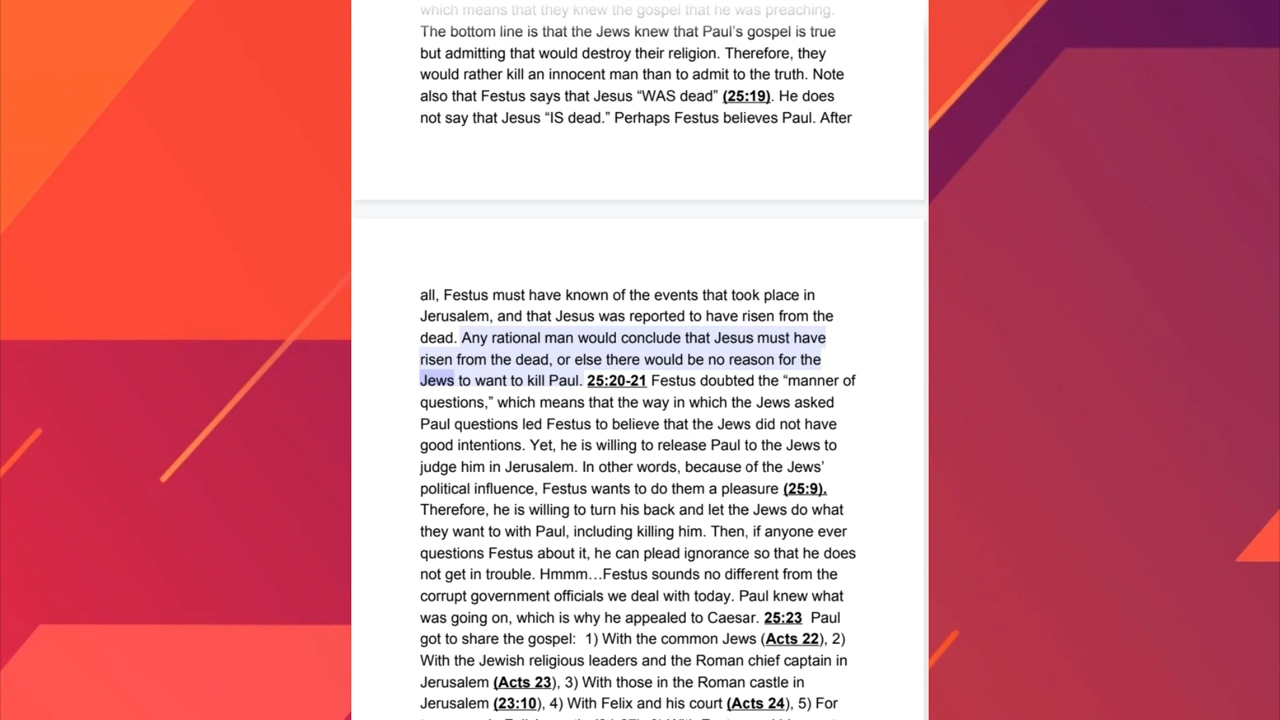 which means that they knew the gospel that he was preaching.
The bottom line is that the Jews knew that Paul’s gospel is true
but admitting that would destroy their religion. Therefore, they
would rather kill an innocent man than to admit to the truth. Note
also that Festus says that Jesus “WAS dead” (25:19). He does
not say that Jesus “IS dead.” Perhaps Festus believes Paul. After
all, Festus must have known of the events that took place in
Jerusalem, and that Jesus was reported to have risen from the
dead. Any rational man would conclude that Jesus must have
risen from the dead, or else there would be no reason for the
Jews to want to kill Paul. 25:20-21 Festus doubted the “manner of
questions,” which means that the way in which the Jews asked
Paul questions led Festus to believe that the Jews did not have
good intentions. Yet, he is willing to release Paul to the Jews to
judge him in Jerusalem. In other words, because of the Jews’
political influence, Festus wants to do them a pleasure (25:9).
Therefore, he is willing to turn his back and let the Jews do what
they want to with Paul, including killing him. Then, if anyone ever
questions Festus about it, he can plead ignorance so that he does
not get in trouble. Hmmm…Festus sounds no different from the
corrupt government officials we deal with today. Paul knew what
was going on, which is why he appealed to Caesar. 25:23 Paul
got to share the gospel: 1) With the common Jews (Acts 22), 2)
With the Jewish religious leaders and the Roman chief captain in
Jerusalem (Acts 23), 3) With those in the Roman castle in
Jerusalem (23:10), 4) With Felix and his court (Acts 24), 5) For